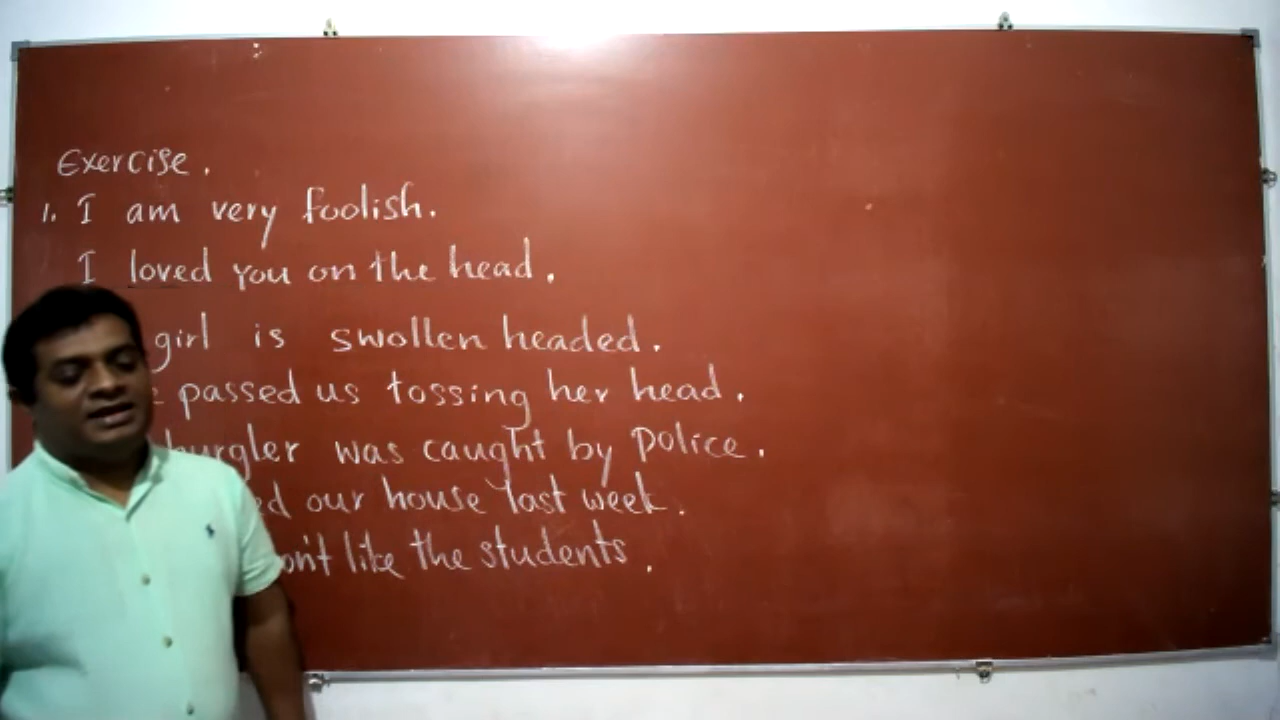 Exercise.
1. I am very foolish.
I loved you on the head.
girl is swollen headed.
passed us tossing her head.
burgler was caught by police.
our house last week.
like the students.